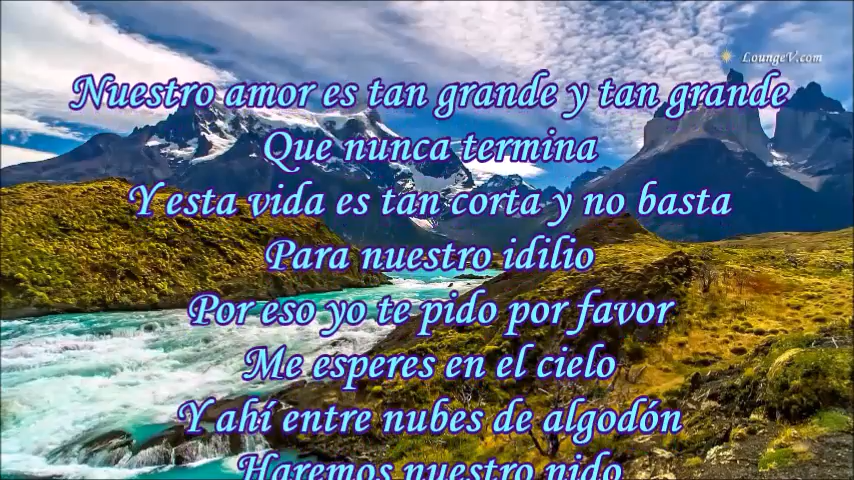 LoungeV.com
Nuestro amor es tan grande y tan grande
Que nunca termina
Y esta vida es tan corta y no basta
Para nuestro idilio
Por eso yo te pido por favor
Me esperes en el cielo
Y ahí entre nubes de algodón
Haremos nuestro nido